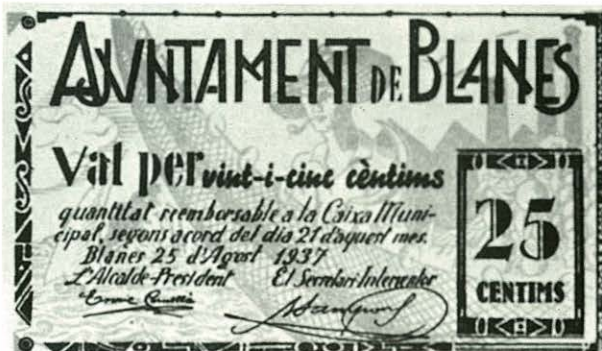 AJUNTAMENT DE BLANES
Val per vint-i-cinc cèntims
quantitat reemborsable a la Caixa Muni-
cipal, segons acord del dia 21 d'aquest mes.
Blanes 25 d'Agost 1937
L'Alcalde-President El Secretari-Interventor
25
CENTIMS